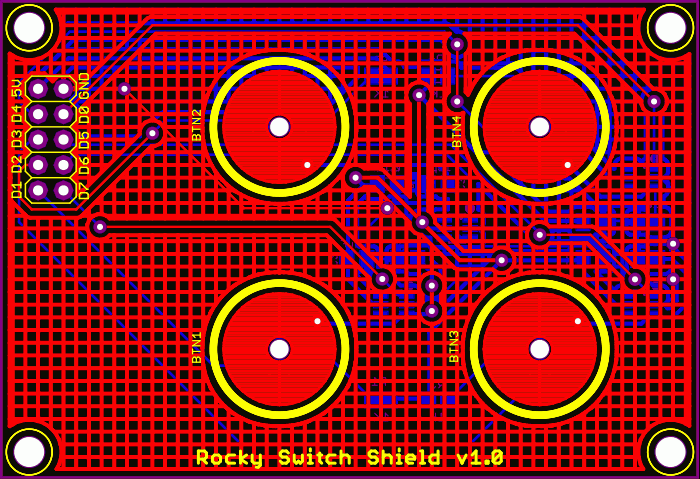 5V GND
D4 D0
D3 D5
D2 D6
D1 D7
BTN2
BTN4
BTN1
BTN3
Rocky Switch Shield v1.0